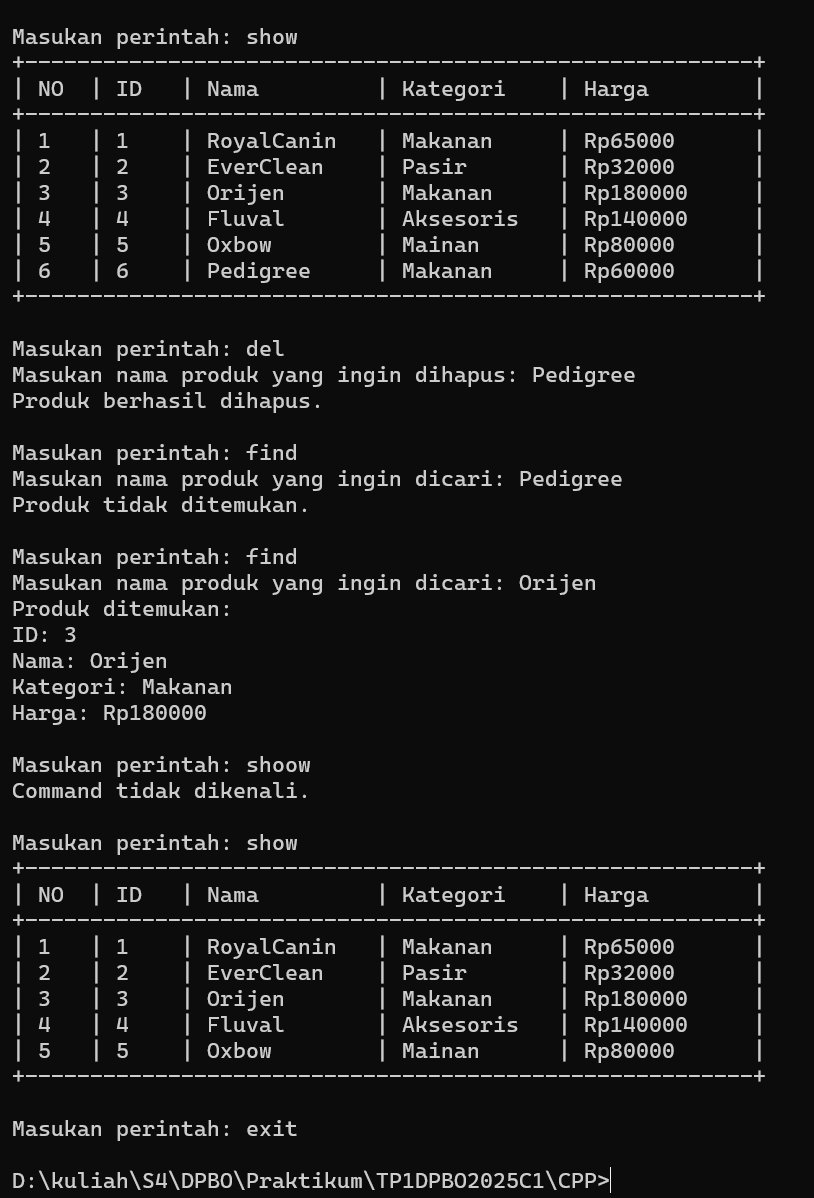 Masukan perintah: show
+--------------------------------------------------------+
| NO  | ID   | Nama         | Kategori    | Harga        |
+--------------------------------------------------------+
| 1   | 1    | RoyalCanin   | Makanan     | Rp65000      |
| 2   | 2    | EverClean    | Pasir       | Rp32000      |
| 3   | 3    | Orijen       | Makanan     | Rp180000     |
| 4   | 4    | Fluval       | Aksesoris   | Rp140000     |
| 5   | 5    | Oxbow        | Mainan      | Rp80000      |
| 6   | 6    | Pedigree     | Makanan     | Rp60000      |
+--------------------------------------------------------+
Masukan perintah: del
Masukan nama produk yang ingin dihapus: Pedigree
Produk berhasil dihapus.
Masukan perintah: find
Masukan nama produk yang ingin dicari: Pedigree
Produk tidak ditemukan.
Masukan perintah: find
Masukan nama produk yang ingin dicari: Orijen
Produk ditemukan:
ID: 3
Nama: Orijen
Kategori: Makanan
Harga: Rp180000
Masukan perintah: shoow
Command tidak dikenali.
Masukan perintah: show
+--------------------------------------------------------+
| NO  | ID   | Nama         | Kategori    | Harga        |
+--------------------------------------------------------+
| 1   | 1    | RoyalCanin   | Makanan     | Rp65000      |
| 2   | 2    | EverClean    | Pasir       | Rp32000      |
| 3   | 3    | Orijen       | Makanan     | Rp180000     |
| 4   | 4    | Fluval       | Aksesoris   | Rp140000     |
| 5   | 5    | Oxbow        | Mainan      | Rp80000      |
+--------------------------------------------------------+
Masukan perintah: exit
D:\kuliah\S4\DPBO\Praktikum\TP1DPBO2025C1\CPP>